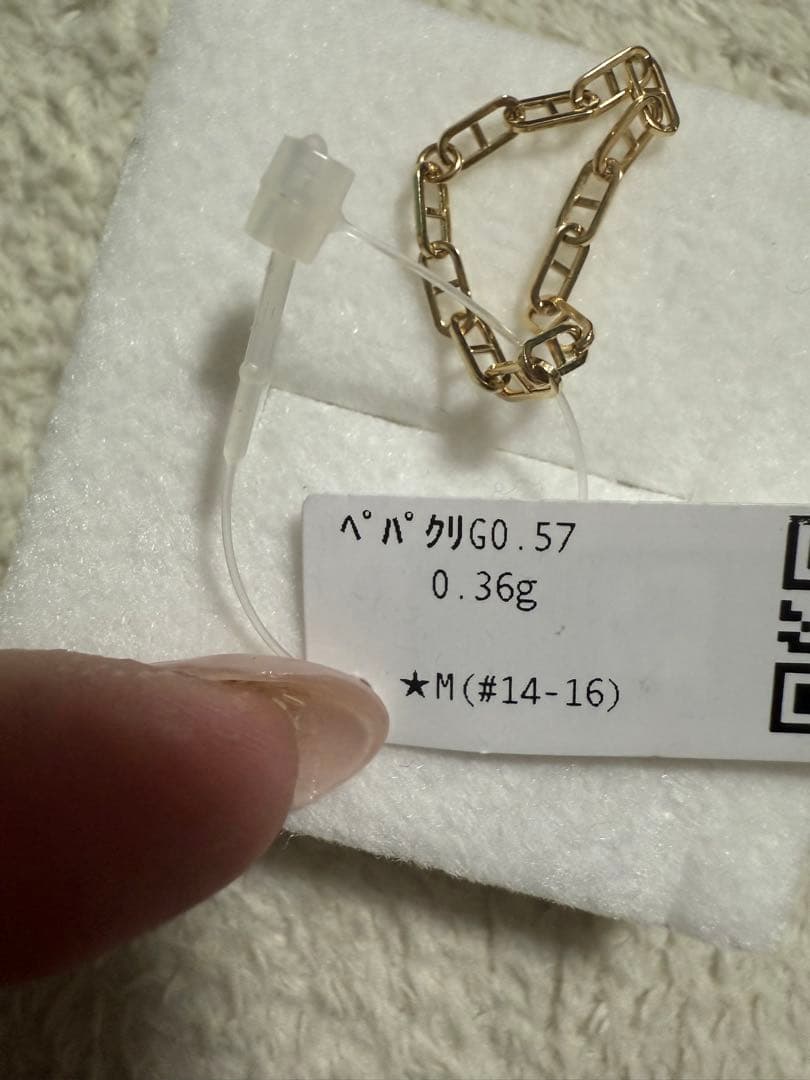 ﾍﾟﾊﾟｸﾘG0.57
0.36g
★M(#14-16)